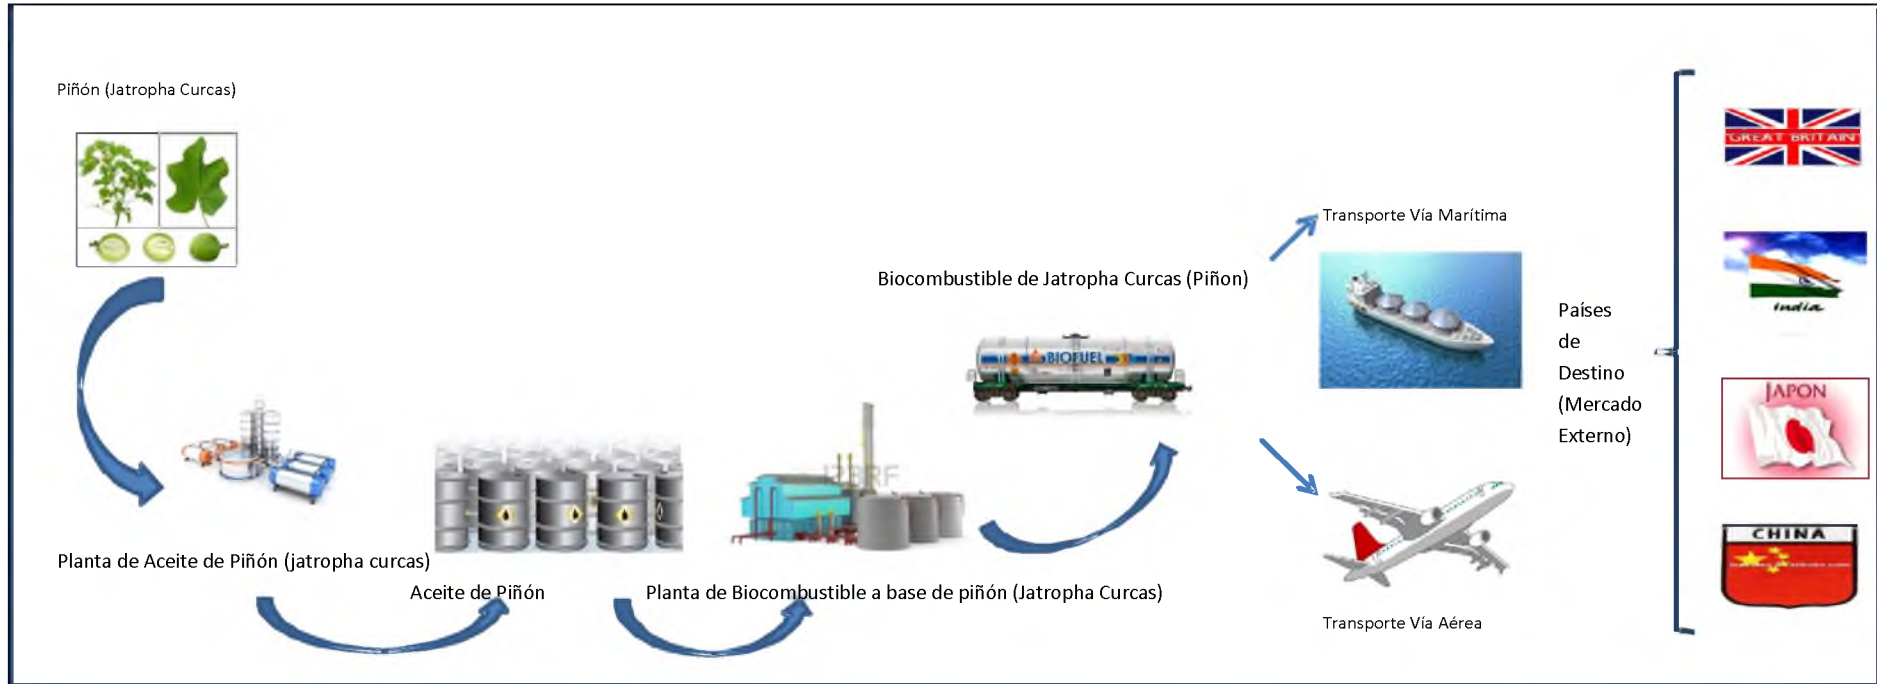 Piñón (Jatropha Curcas)
Planta de Aceite de Piñón (jatropha curcas)
Aceite de Piñón
Planta de Biocombustible a base de piñón (Jatropha Curcas)
Biocombustible de Jatropha Curcas (Piñon)
BIOFUEL
Transporte Vía Marítima
Transporte Vía Aérea
Países
de
Destino
(Mercado
Externo)
GREAT BRITAIN
india
JAPON
CHINA